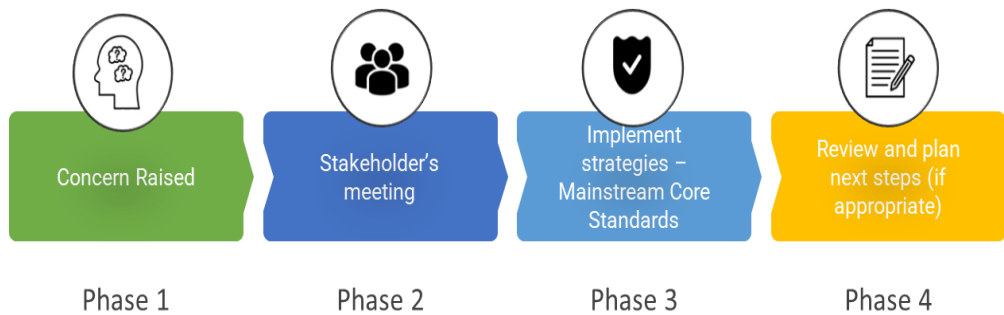 Concern Raised
Stakeholder's
meeting
Implement
strategies –
Mainstream Core
Standards
Review and plan
next steps (if
appropriate)
Phase 1
Phase 2
Phase 3
Phase 4